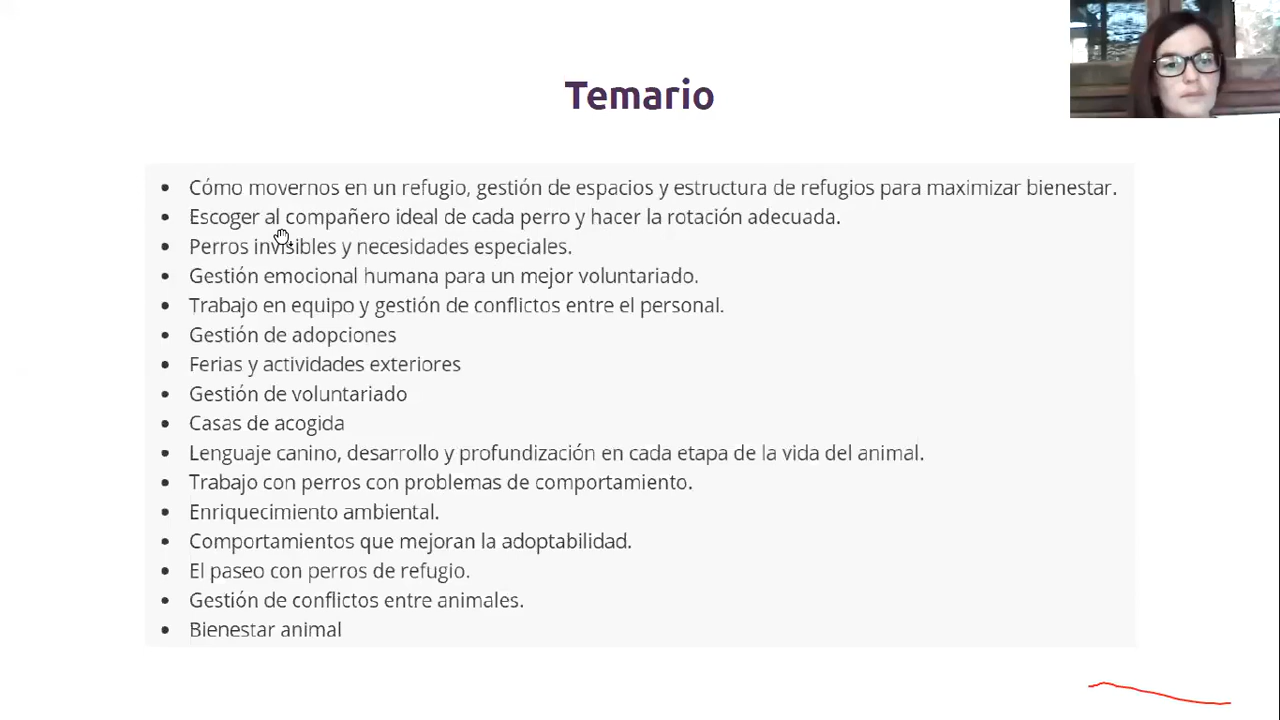 Temario
• Cómo movernos en un refugio, gestión de espacios y estructura de refugios para maximizar bienestar.
• Escoger al compañero ideal de cada perro y hacer la rotación adecuada.
• Perros invisibles y necesidades especiales.
• Gestión emocional humana para un mejor voluntariado.
• Trabajo en equipo y gestión de conflictos entre el personal.
• Gestión de adopciones
• Ferias y actividades exteriores
• Gestión de voluntariado
• Casas de acogida
• Lenguaje canino, desarrollo y profundización en cada etapa de la vida del animal.
• Trabajo con perros con problemas de comportamiento.
• Enriquecimiento ambiental.
• Comportamientos que mejoran la adoptabilidad.
• El paseo con perros de refugio.
• Gestión de conflictos entre animales.
• Bienestar animal